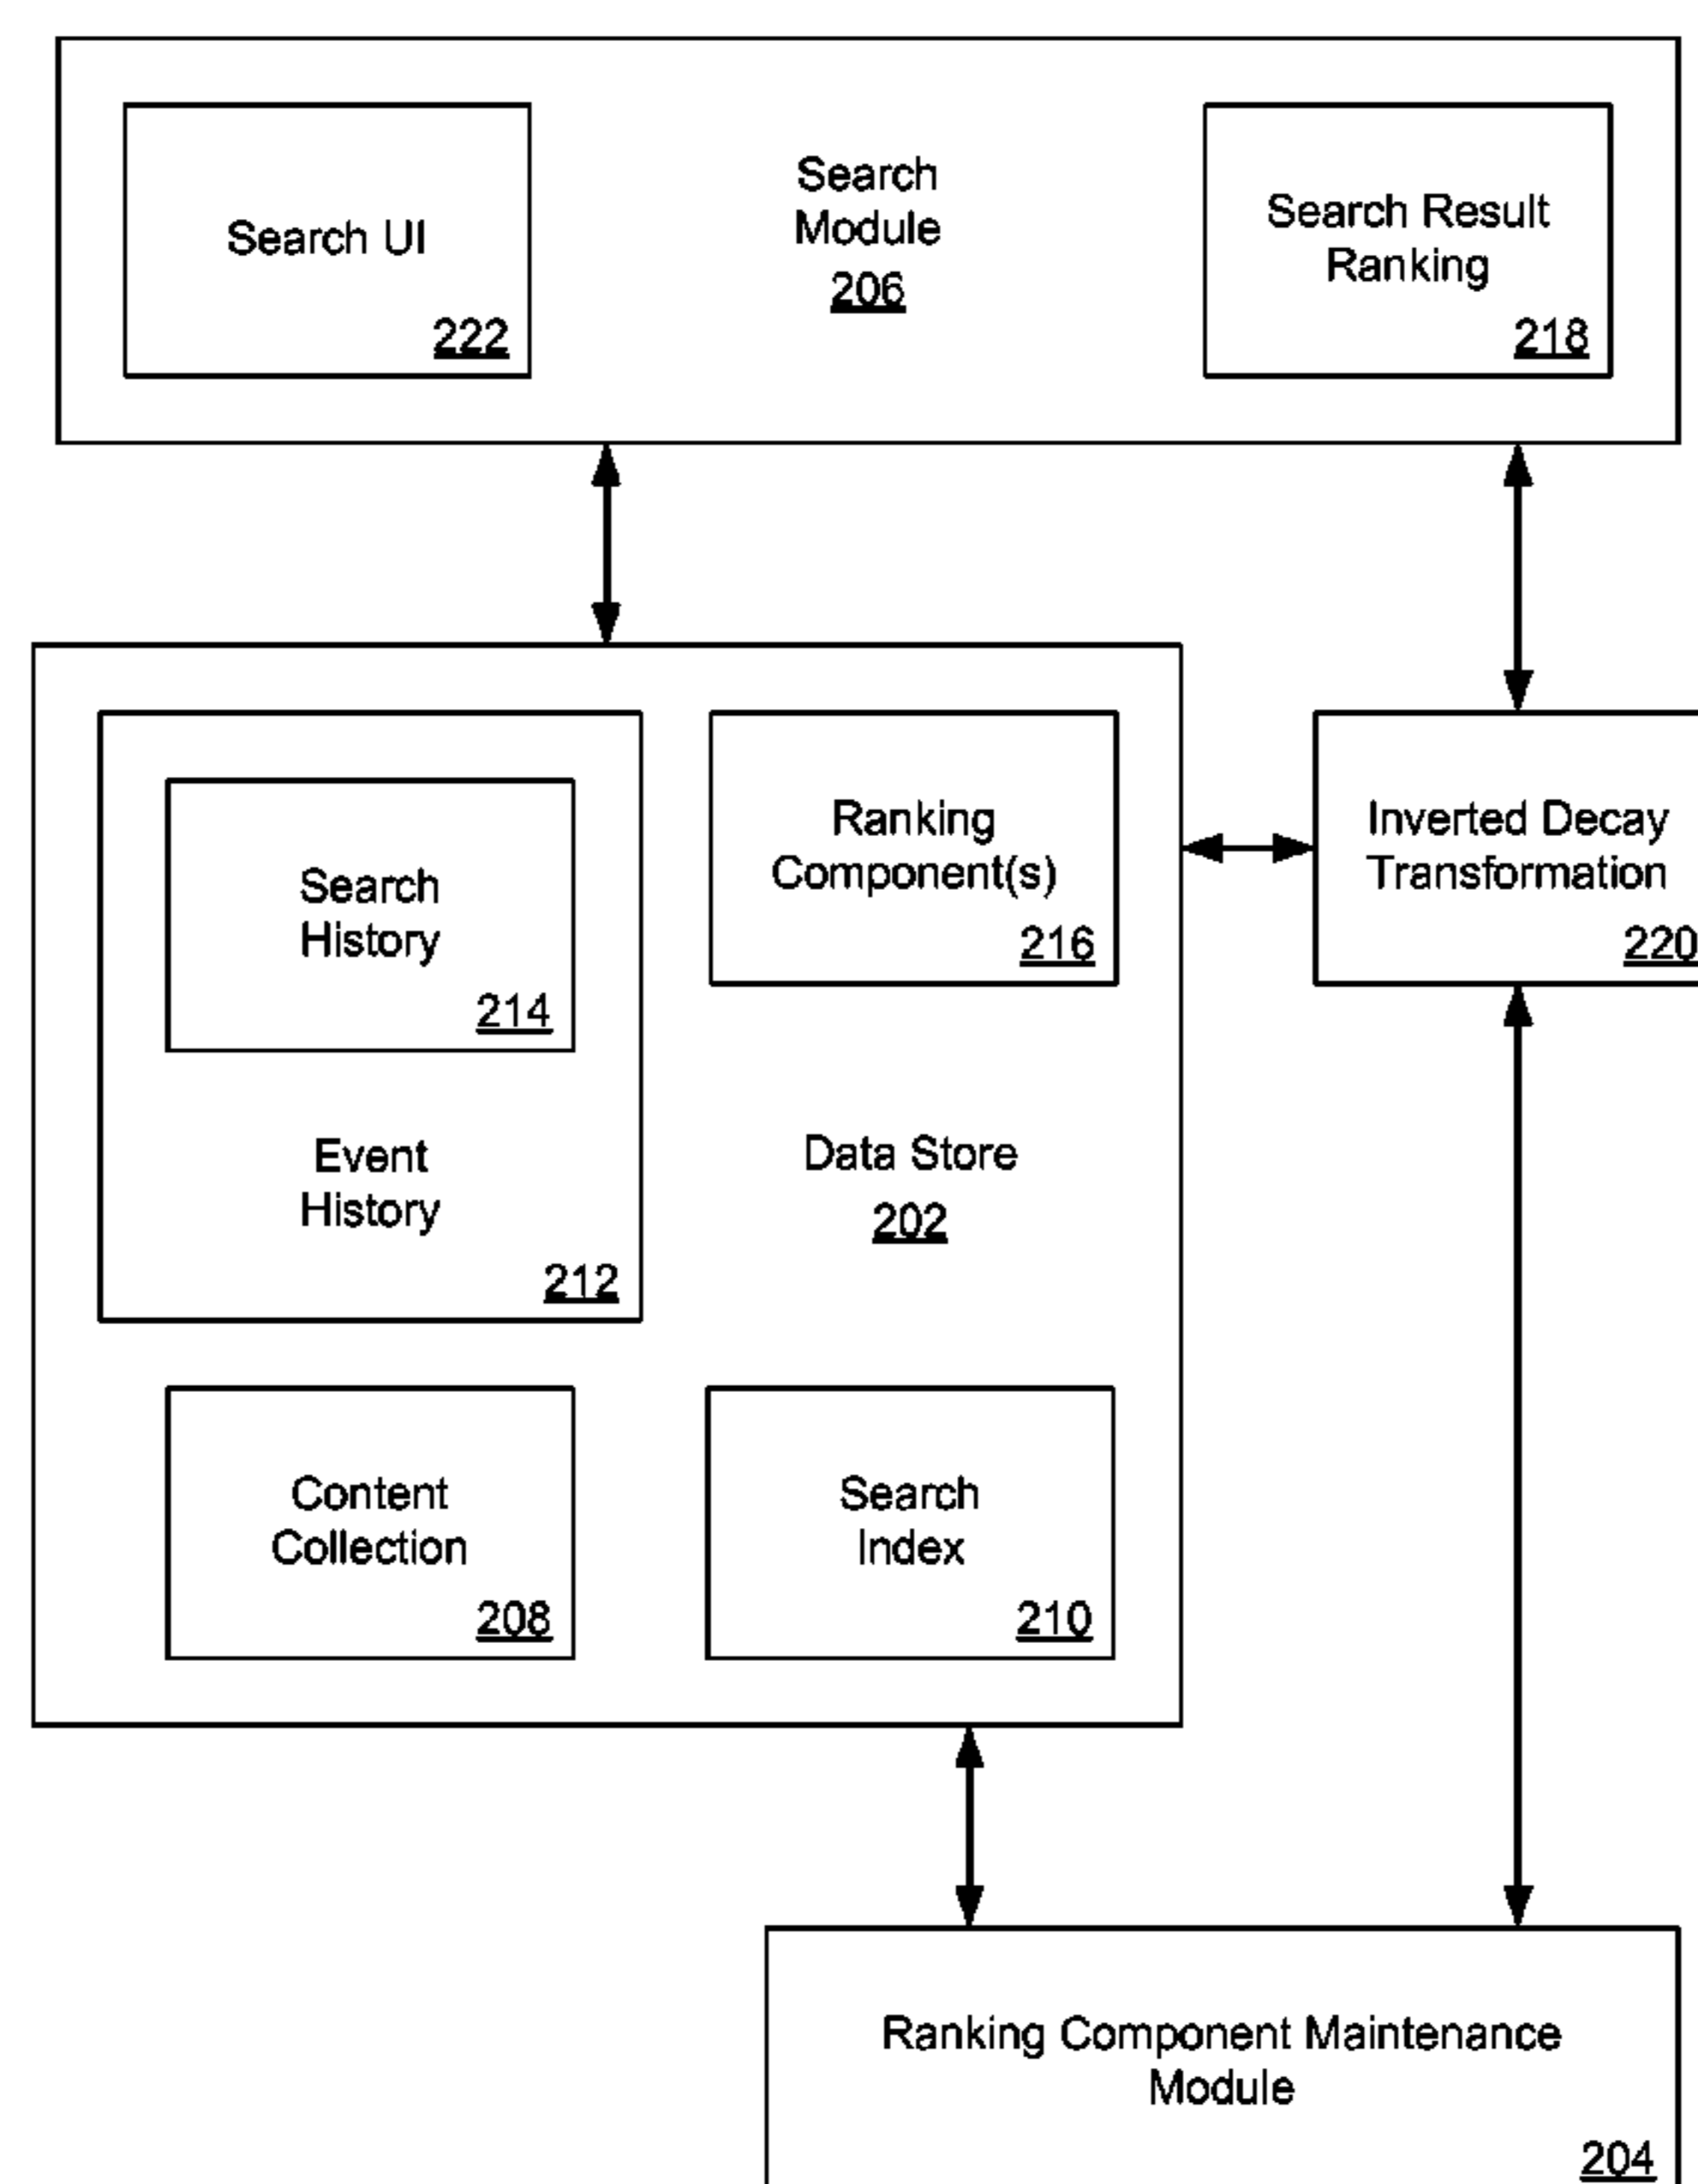 Search UI
222
Search
Module
206
Search Result
Ranking
218
Search
History
214
Event
History
212
Ranking
Component(s)
216
Data Store
202
Content
Collection
208
Search
Index
210
Inverted Decay
Transformation
220
Ranking Component Maintenance
Module
204